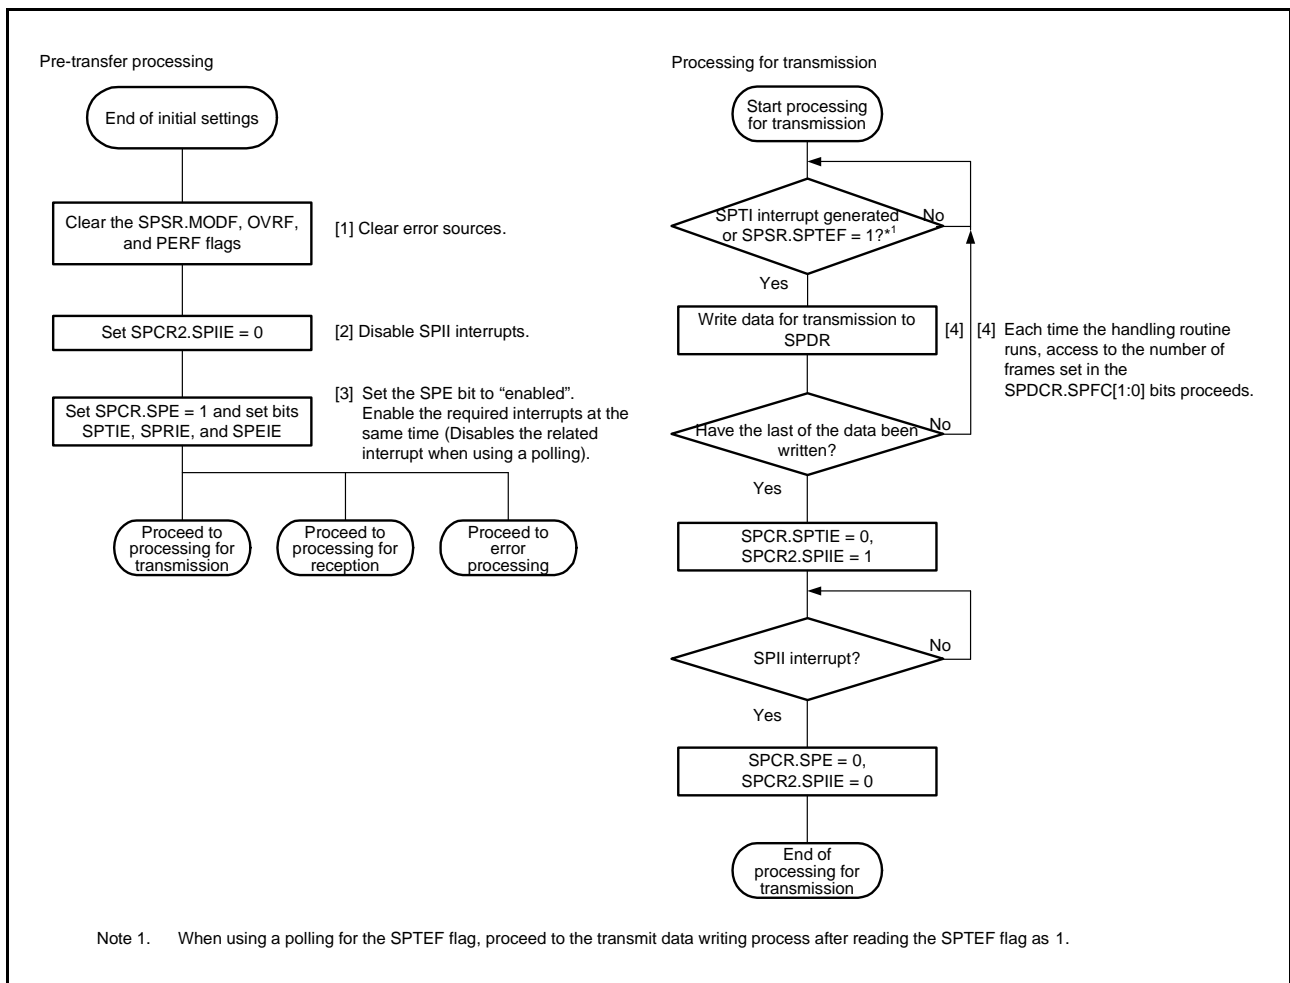 Pre-transfer processing
End of initial settings
Clear the SPSR.MODF, OVRF,
and PERF flags
[1] Clear error sources.
Set SPCR2.SPIIE = 0
[2] Disable SPII interrupts.
Set SPCR.SPE = 1 and set bits
SPTIE, SPRIE, and SPEIE
[3] Set the SPE bit to “enabled”.
Enable the required interrupts at the
same time (Disables the related
interrupt when using a polling).
Proceed to
processing for
transmission
Proceed to
processing for
reception
Proceed to
error
processing
Processing for transmission
Start processing
for transmission
SPTI interrupt generated
or SPSR.SPTEF = 1?*1
No
Yes
Write data for transmission to
SPDR
[4]
[4] Each time the handling routine
runs, access to the number of
frames set in the
SPDCR.SPFC[1:0] bits proceeds.
Have the last of the data been
written?
No
Yes
SPCR.SPTIE = 0,
SPCR2.SPIIE = 1
SPII interrupt?
No
Yes
SPCR.SPE = 0,
SPCR2.SPIIE = 0
End of
processing for
transmission
Note 1. When using a polling for the SPTEF flag, proceed to the transmit data writing process after reading the SPTEF flag as 1.